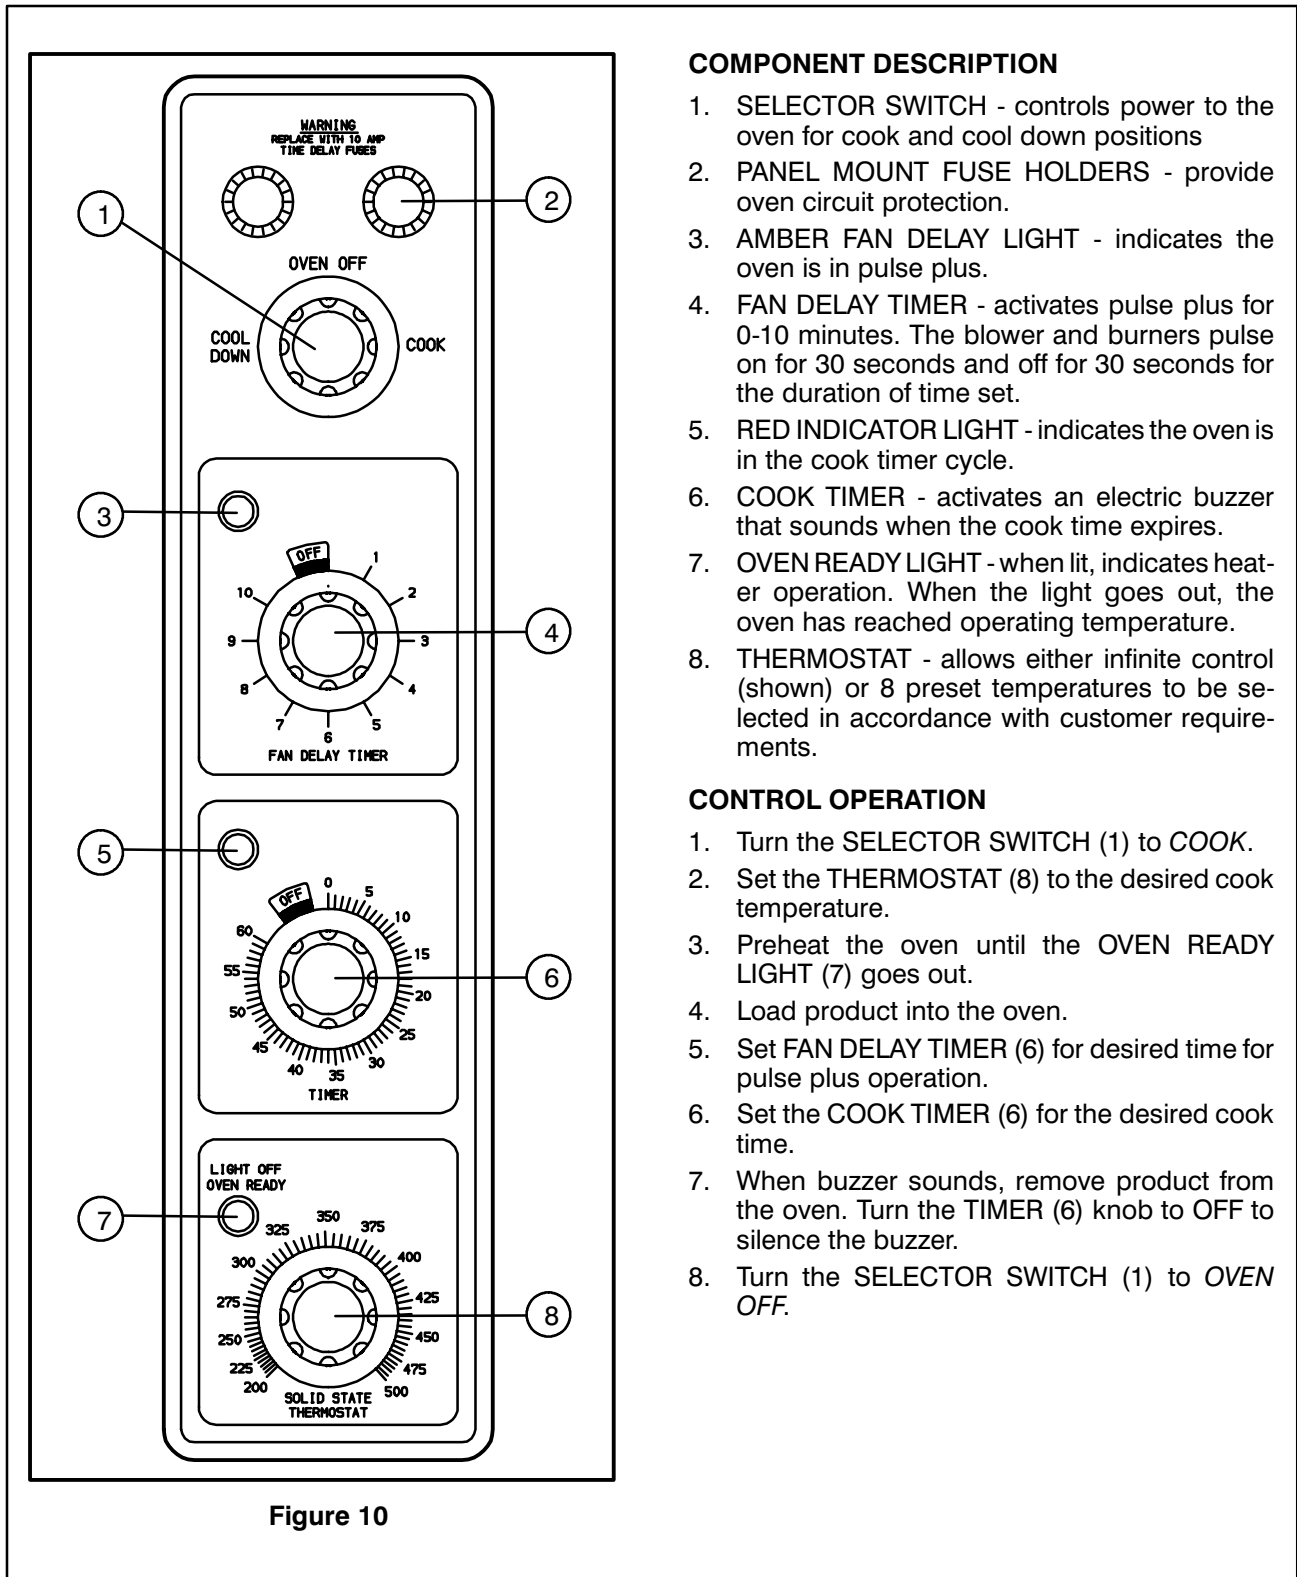 WARNING
REPLACE WITH 10 AMP
TIME DELAY FUSES
1
2
OVEN OFF
COOL
DOWN
COOK
3
OFF
1
2
3
4
5
6
7
8
9
10
4
FAN DELAY TIMER
5
OFF
0
5
10
15
20
25
30
35
40
45
50
55
60
6
TIMER
LIGHT OFF
OVEN READY
7
200
225
250
275
300
325
350
375
400
425
450
475
500
8
SOLID STATE
THERMOSTAT
Figure 10
COMPONENT DESCRIPTION
1. SELECTOR SWITCH - controls power to the
oven for cook and cool down positions
2. PANEL MOUNT FUSE HOLDERS - provide
oven circuit protection.
3. AMBER FAN DELAY LIGHT - indicates the
oven is in pulse plus.
4. FAN DELAY TIMER - activates pulse plus for
0-10 minutes. The blower and burners pulse
on for 30 seconds and off for 30 seconds for
the duration of time set.
5. RED INDICATOR LIGHT - indicates the oven is
in the cook timer cycle.
6. COOK TIMER - activates an electric buzzer
that sounds when the cook time expires.
7. OVEN READY LIGHT - when lit, indicates heat-
er operation. When the light goes out, the
oven has reached operating temperature.
8. THERMOSTAT - allows either infinite control
(shown) or 8 preset temperatures to be se-
lected in accordance with customer require-
ments.
CONTROL OPERATION
1. Turn the SELECTOR SWITCH (1) to COOK.
2. Set the THERMOSTAT (8) to the desired cook
temperature.
3. Preheat the oven until the OVEN READY
LIGHT (7) goes out.
4. Load product into the oven.
5. Set FAN DELAY TIMER (6) for desired time for
pulse plus operation.
6. Set the COOK TIMER (6) for the desired cook
time.
7. When buzzer sounds, remove product from
the oven. Turn the TIMER (6) knob to OFF to
silence the buzzer.
8. Turn the SELECTOR SWITCH (1) to OVEN
OFF.